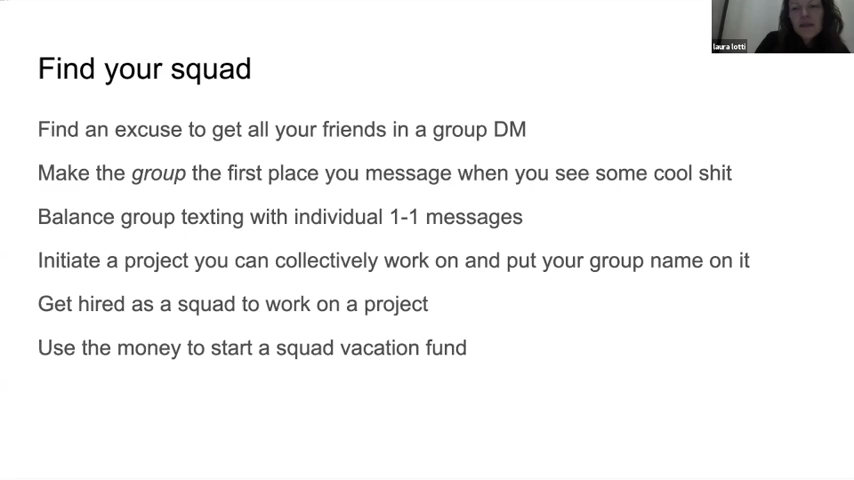 laura lotti
Find your squad
Find an excuse to get all your friends in a group DM
Make the group the first place you message when you see some cool shit
Balance group texting with individual 1-1 messages
Initiate a project you can collectively work on and put your group name on it
Get hired as a squad to work on a project
Use the money to start a squad vacation fund